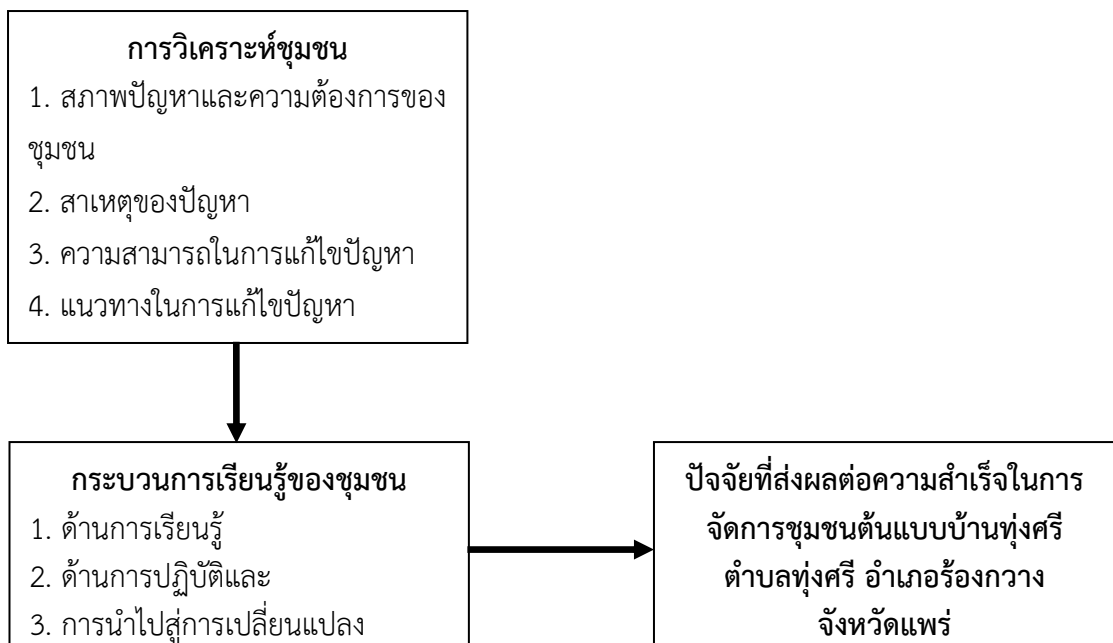 การวิเคราะห์ชุมชน
1. สภาพปัญหาและความต้องการของ
ชุมชน
2. สาเหตุของปัญหา
3. ความสามารถในการแก้ไขปัญหา
4. แนวทางในการแก้ไขปัญหา
กระบวนการเรียนรู้ของชุมชน
1. ด้านการเรียนรู้
2. ด้านการปฏิบัติและ
3. การนำไปสู่การเปลี่ยนแปลง
ปัจจัยที่ส่งผลต่อความสำเร็จในการ
จัดการชุมชนต้นแบบบ้านทุ่งศรี
ตำบลทุ่งศรี อำเภอร้องกวาง
จังหวัดแพร่